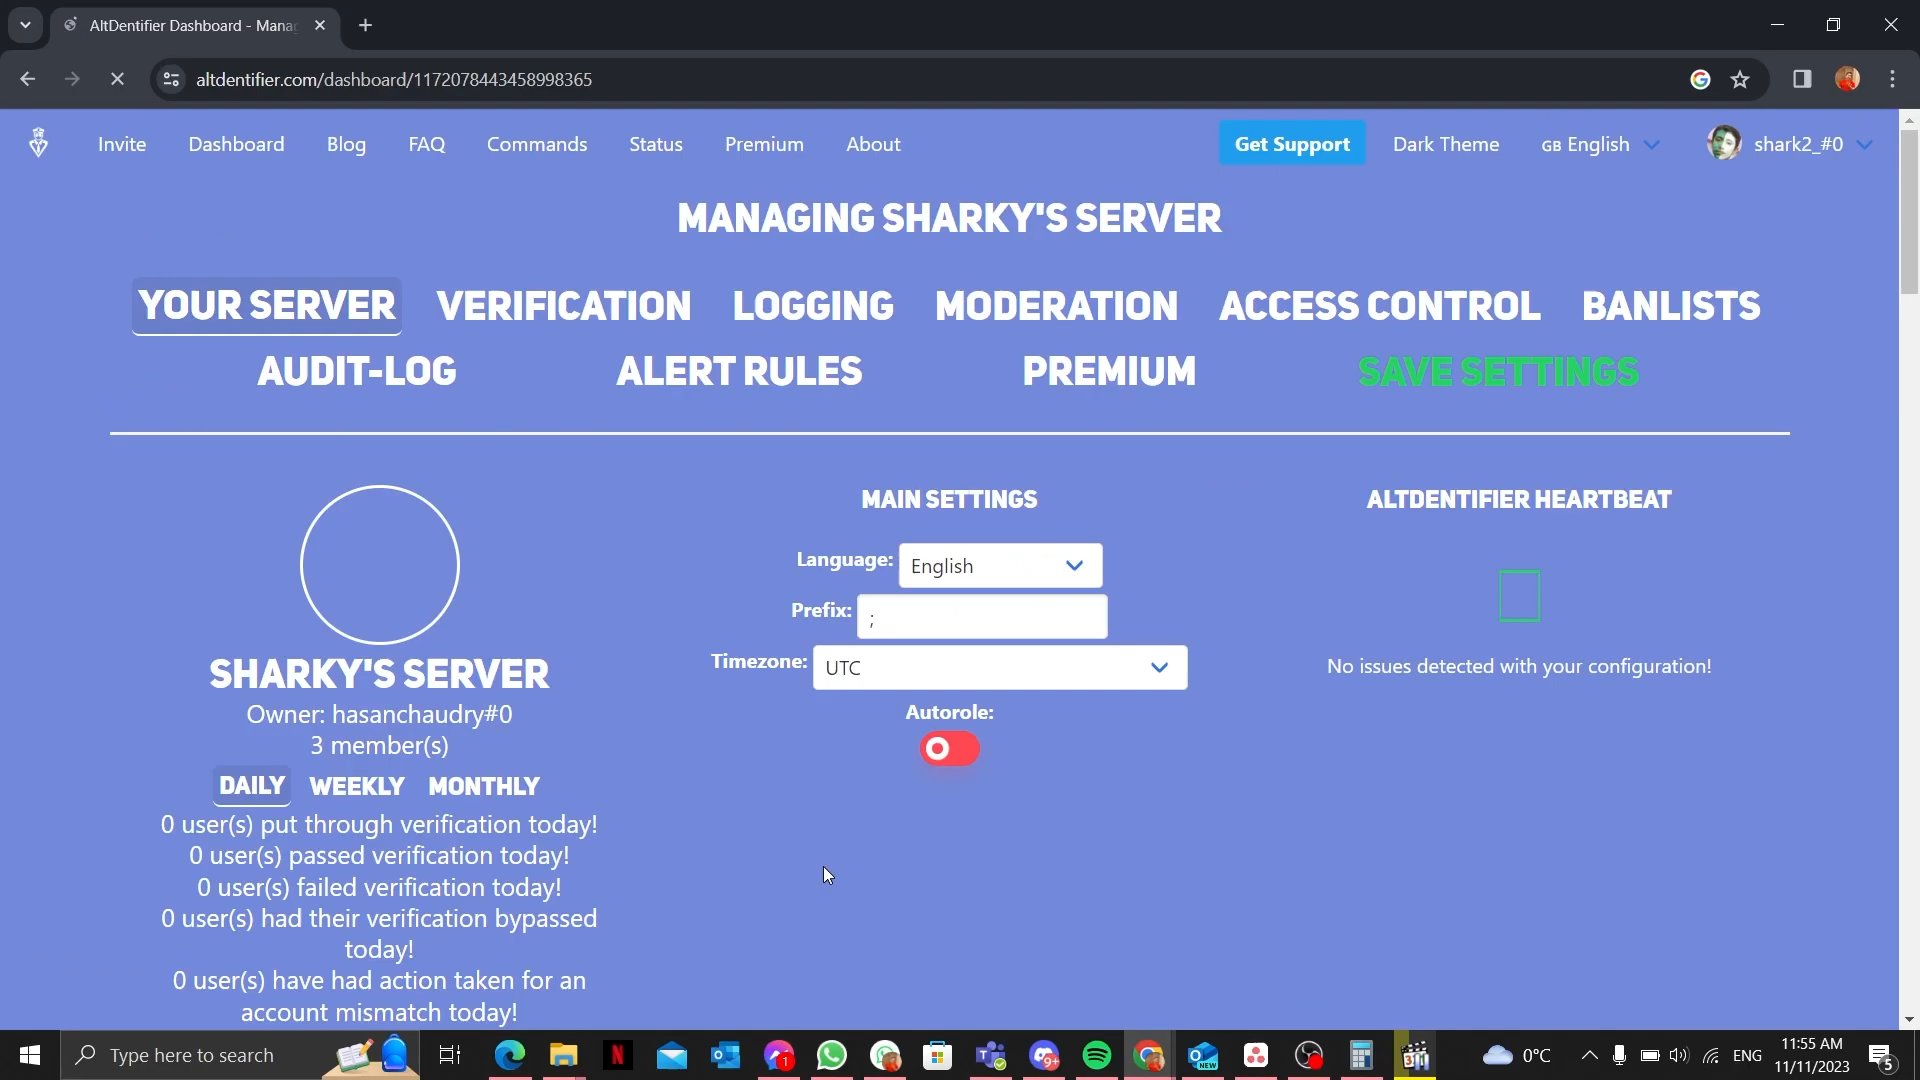 AltDentifier Dashboard - Mana
altdentifier.com/dashboard/1172078443458998365
Invite Dashboard Blog FAQ Commands Status Premium About Get Support Dark Theme GB English shark2_#0
MANAGING SHARKY'S SERVER
YOUR SERVER VERIFICATION LOGGING MODERATION ACCESS CONTROL BANLISTS
AUDIT-LOG ALERT RULES PREMIUM SAVE SETTINGS
MAIN SETTINGS
Language: English
Prefix: ;
Timezone: UTC
Autorole:
ALTDENTIFIER HEARTBEAT
No issues detected with your configuration!
SHARKY'S SERVER
Owner: hasanchaudry#0
3 member(s)
DAILY WEEKLY MONTHLY
0 user(s) put through verification today!
0 user(s) passed verification today!
0 user(s) failed verification today!
0 user(s) had their verification bypassed
today!
0 user(s) have had action taken for an
account mismatch today!
Type here to search
0°C
ENG
11:55 AM
11/11/2023
5
N
1
9+
NEW